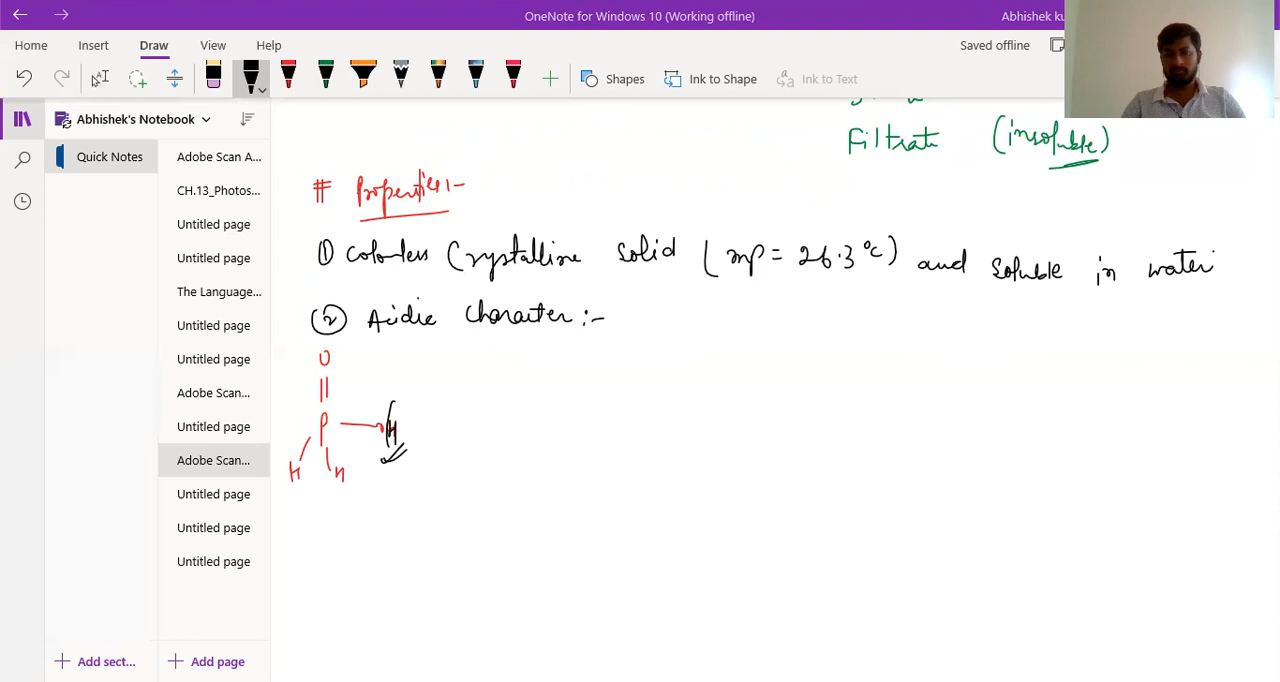 OneNote for Windows 10 (Working offline)
Abhishek ku
Home Insert Draw View Help
Saved offline
Shapes
Ink to Shape
Ink to Text
Abhishek's Notebook
Quick Notes
Adobe Scan A...
CH.13_Photos...
Untitled page
Untitled page
The Language...
Untitled page
Untitled page
Adobe Scan...
Untitled page
Adobe Scan...
Untitled page
Untitled page
Untitled page
Add sect...
Add page
Filtrate (insoluble)
# Properties:-
① Colorless Crystalline solid (mp = 26.3°C) and soluble in water
② Acidic Character:-
O
||
P — OH
H H